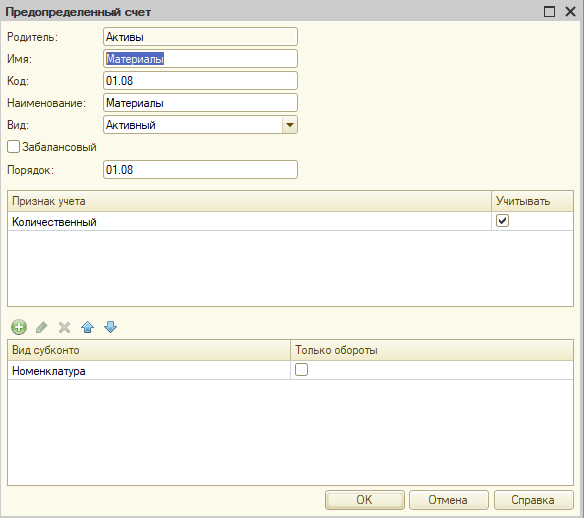 Предопределенный счет
Родитель: Активы
Имя: Материалы
Код: 01.08
Наименование: Материалы
Вид: Активный
Забалансовый
Порядок: 01.08
Признак учета Учитывать
Количественный
Вид субконто Только обороты
Номенклатура
OK Отмена Справка